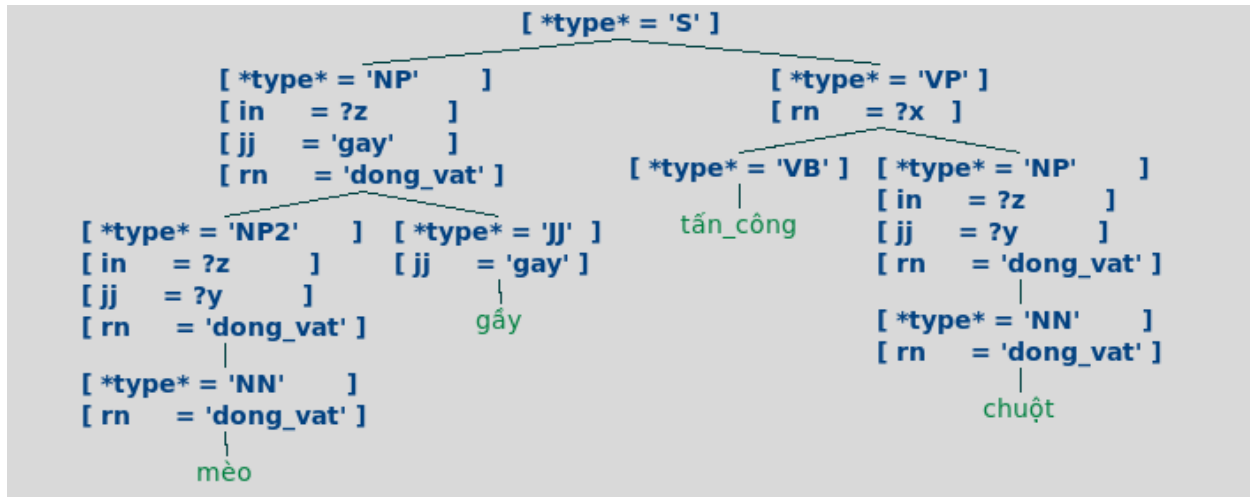 [ *type* = 'S' ]
[ *type* = 'NP' ]
[ in = ?z ]
[ jj = 'gay' ]
[ rn = 'dong_vat' ]
[ *type* = 'VP' ]
[ rn = ?x ]
[ *type* = 'NP2' ]
[ in = ?z ]
[ jj = ?y ]
[ rn = 'dong_vat' ]
[ *type* = 'JJ' ]
[ jj = 'gay' ]
gầy
[ *type* = 'NN' ]
[ rn = 'dong_vat' ]
mèo
[ *type* = 'VB' ]
tấn_công
[ *type* = 'NP' ]
[ in = ?z ]
[ jj = ?y ]
[ rn = 'dong_vat' ]
[ *type* = 'NN' ]
[ rn = 'dong_vat' ]
chuột